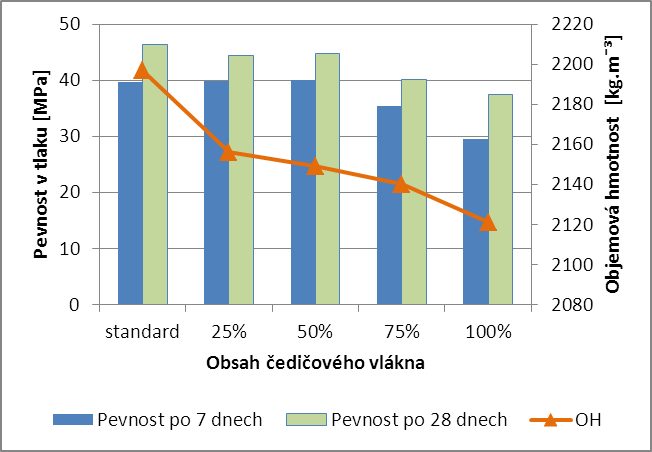 Pevnost v tlaku [MPa]
50
40
30
20
10
0
2220
2200
2180
2160
2140
2120
2100
2080
Objemová hmotnost [kg.m⁻³]
standard 25% 50% 75% 100%
Obsah čedičového vlákna
Pevnost po 7 dnech Pevnost po 28 dnech OH